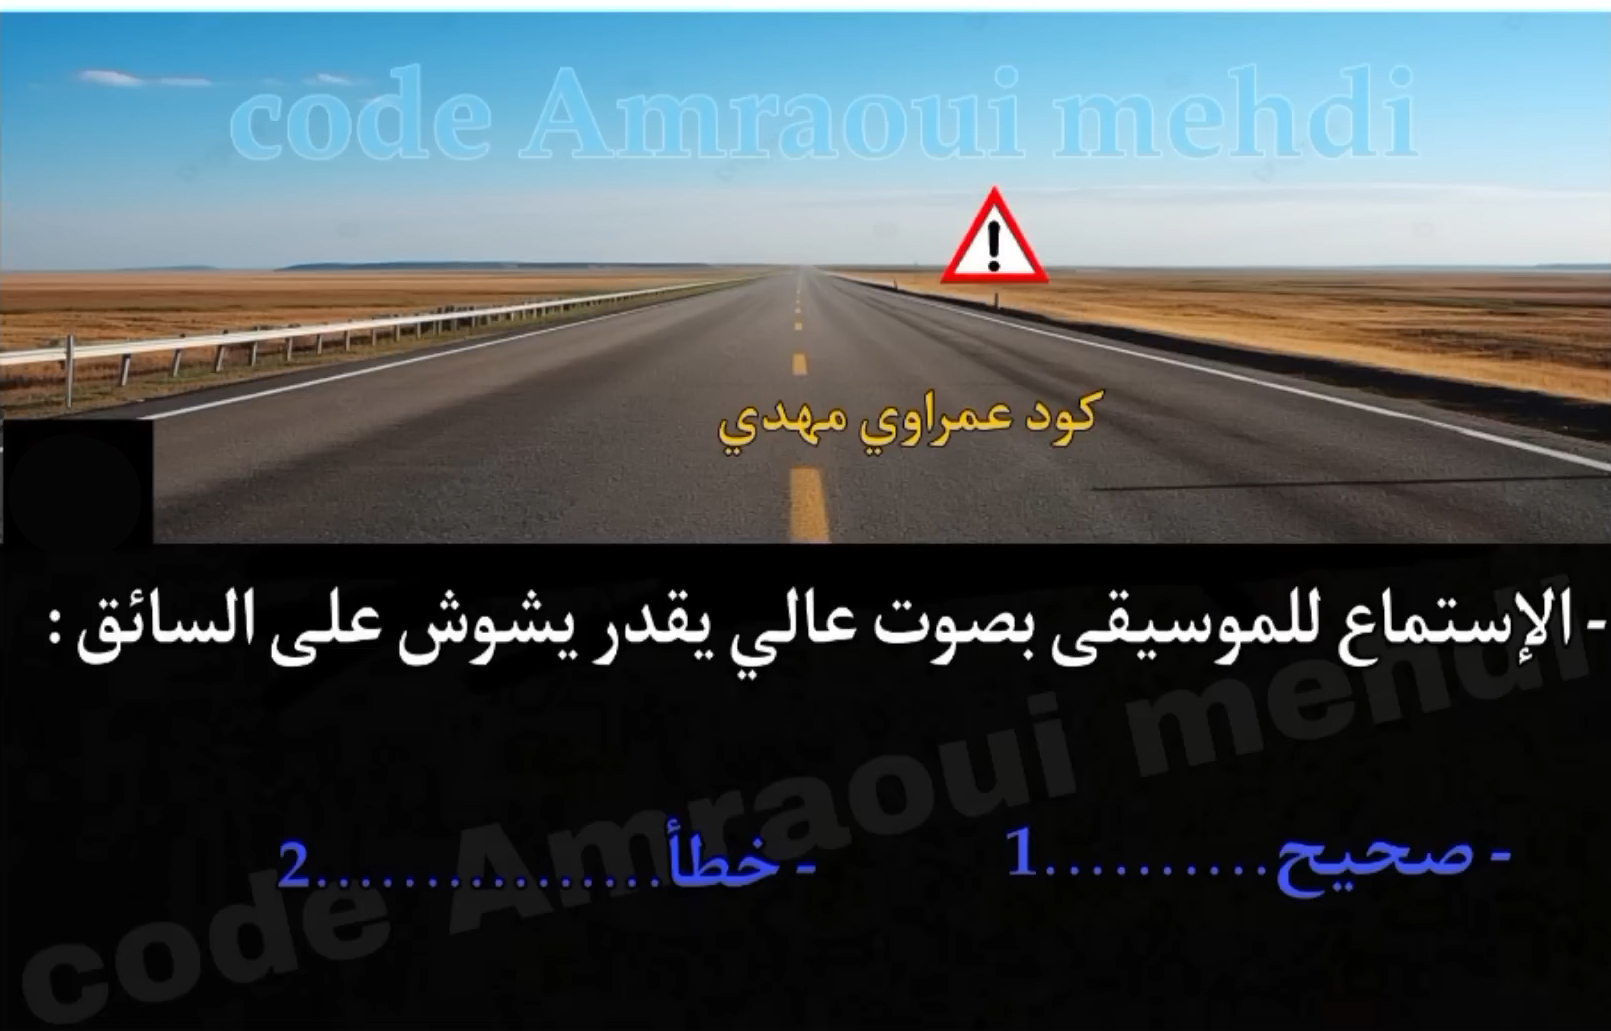 code Amraoui mehdi
!
كود عمراوي مهدي
- الإستماع للموسيقى بصوت عالي يقدر يشوش على السائق :
- صحيح..........1
- خطأ................2
code Amraoui mehdi